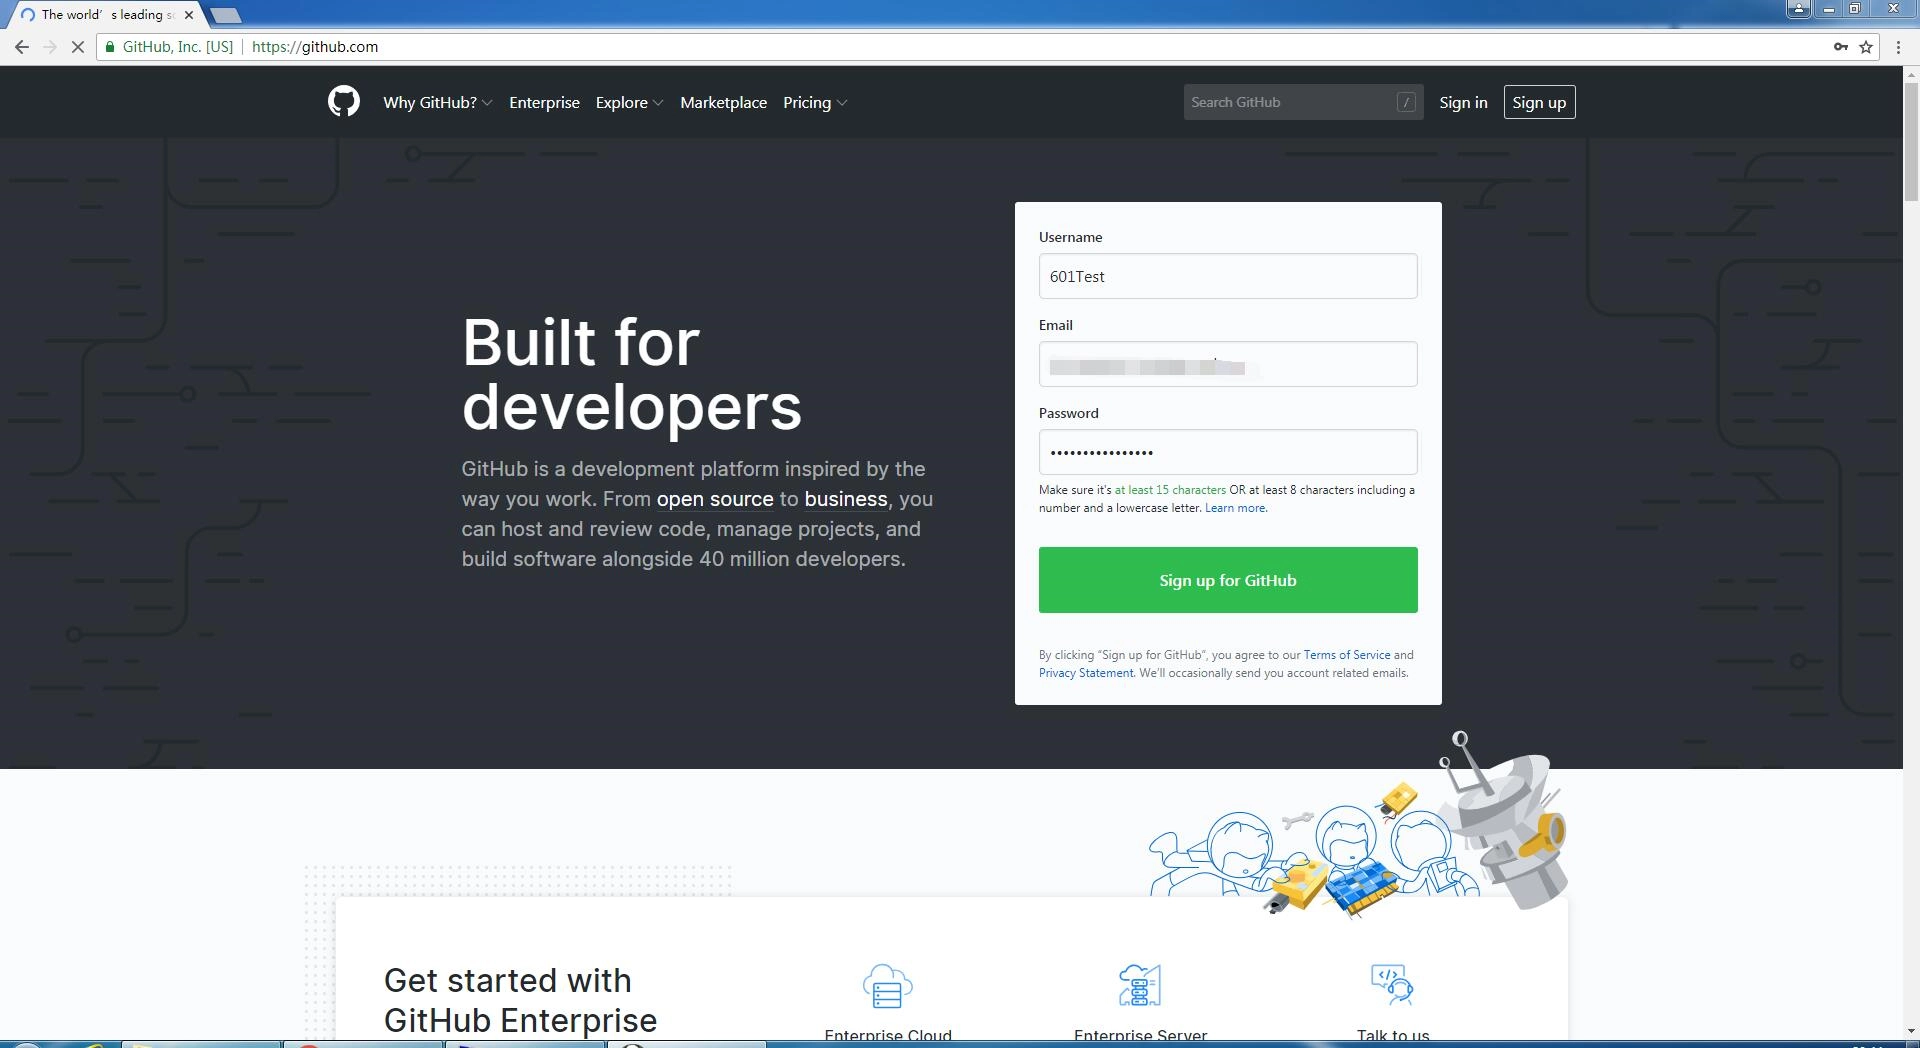 The world's leading s
GitHub, Inc. [US] | https://github.com
Why GitHub? Enterprise Explore Marketplace Pricing
Search GitHub /
Sign in
Sign up
Built for
developers
GitHub is a development platform inspired by the
way you work. From open source to business, you
can host and review code, manage projects, and
build software alongside 40 million developers.
Username
601Test
Email
Password
••••••••••••••••
Make sure it's at least 15 characters OR at least 8 characters including a
number and a lowercase letter. Learn more.
Sign up for GitHub
By clicking “Sign up for GitHub”, you agree to our Terms of Service and
Privacy Statement. We'll occasionally send you account related emails.
Get started with
GitHub Enterprise
Enterprise Cloud
Enterprise Server
Talk to us